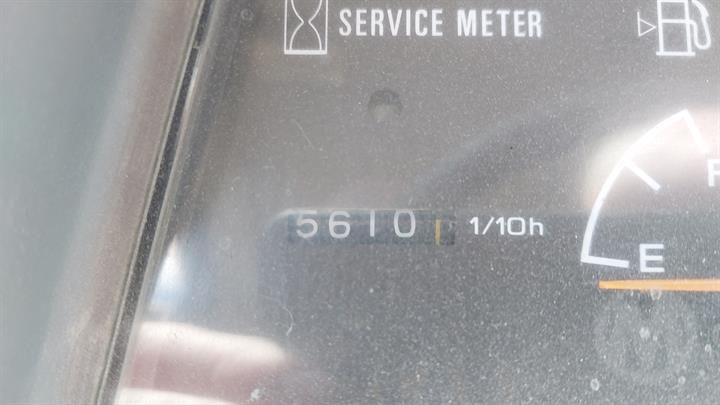 SERVICE METER
5610 1/10h
F
E